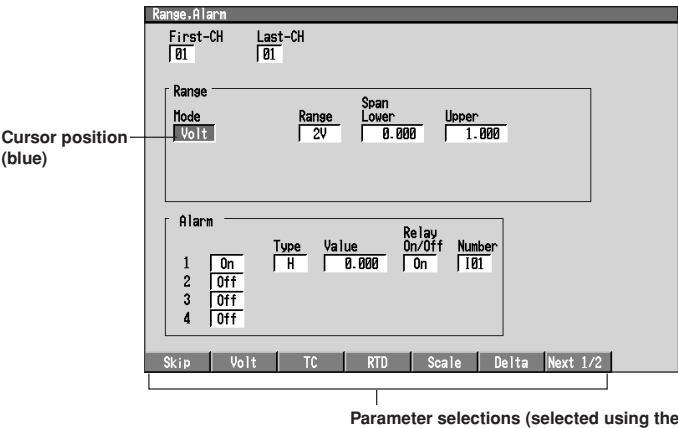 Range,Alarm
First-CH Last-CH
01 01
Range
Span
Mode Range Lower Upper
Volt 2V 0.000 1.000
Cursor position
(blue)
Alarm
Relay
Type Value On/Off Number
1 On H 0.000 On I01
2 Off
3 Off
4 Off
Skip Volt TC RTD Scale Delta Next 1/2
Parameter selections (selected using the